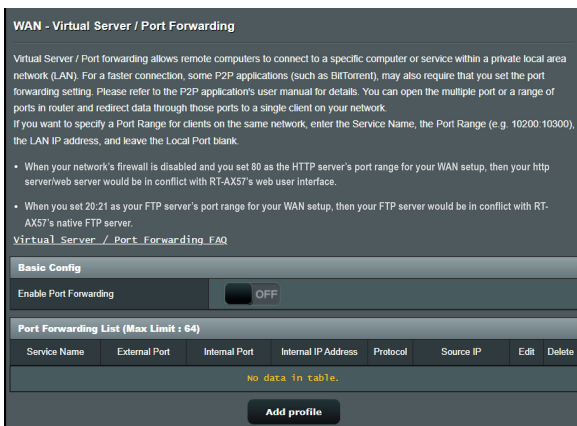 WAN - Virtual Server / Port Forwarding
Virtual Server / Port forwarding allows remote computers to connect to a specific computer or service within a private local area
network (LAN). For a faster connection, some P2P applications (such as BitTorrent), may also require that you set the port
forwarding setting. Please refer to the P2P application's user manual for details. You can open the multiple port or a range of
ports in router and redirect data through those ports to a single client on your network.
If you want to specify a Port Range for clients on the same network, enter the Service Name, the Port Range (e.g. 10200:10300),
the LAN IP address, and leave the Local Port blank.
• When your network's firewall is disabled and you set 80 as the HTTP server's port range for your WAN setup, then your http
server/web server would be in conflict with RT-AX57's web user interface.
• When you set 20:21 as your FTP server's port range for your WAN setup, then your FTP server would be in conflict with RT-
AX57's native FTP server.
Virtual Server / Port Forwarding FAQ
Basic Config
Enable Port Forwarding OFF
Port Forwarding List (Max Limit : 64)
Service Name External Port Internal Port Internal IP Address Protocol Source IP Edit Delete
No data in table.
Add profile